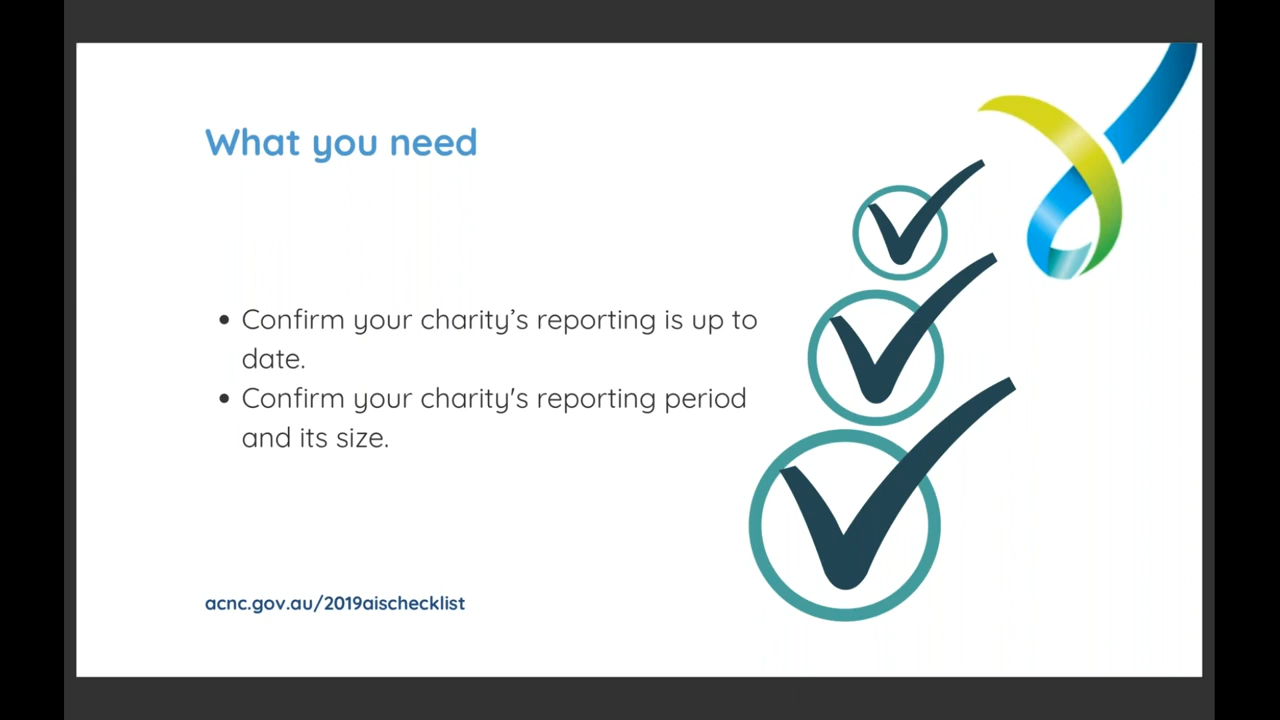 What you need
• Confirm your charity’s reporting is up to
date.
• Confirm your charity's reporting period
and its size.
acnc.gov.au/2019aischecklist